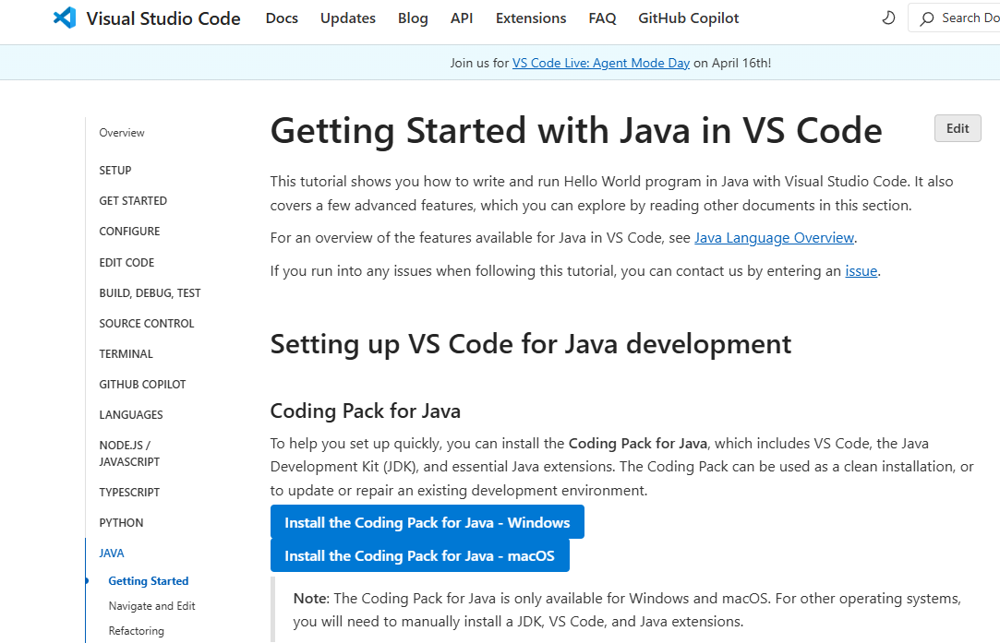 Visual Studio Code Docs Updates Blog API Extensions FAQ GitHub Copilot Search Do
Join us for VS Code Live: Agent Mode Day on April 16th!
Overview
SETUP
GET STARTED
CONFIGURE
EDIT CODE
BUILD, DEBUG, TEST
SOURCE CONTROL
TERMINAL
GITHUB COPILOT
LANGUAGES
NODE.JS /
JAVASCRIPT
TYPESCRIPT
PYTHON
JAVA
Getting Started
Navigate and Edit
Refactoring
Getting Started with Java in VS Code
Edit
This tutorial shows you how to write and run Hello World program in Java with Visual Studio Code. It also
covers a few advanced features, which you can explore by reading other documents in this section.
For an overview of the features available for Java in VS Code, see Java Language Overview.
If you run into any issues when following this tutorial, you can contact us by entering an issue.
Setting up VS Code for Java development
Coding Pack for Java
To help you set up quickly, you can install the Coding Pack for Java, which includes VS Code, the Java
Development Kit (JDK), and essential Java extensions. The Coding Pack can be used as a clean installation, or
to update or repair an existing development environment.
Install the Coding Pack for Java - Windows
Install the Coding Pack for Java - macOS
Note: The Coding Pack for Java is only available for Windows and macOS. For other operating systems,
you will need to manually install a JDK, VS Code, and Java extensions.